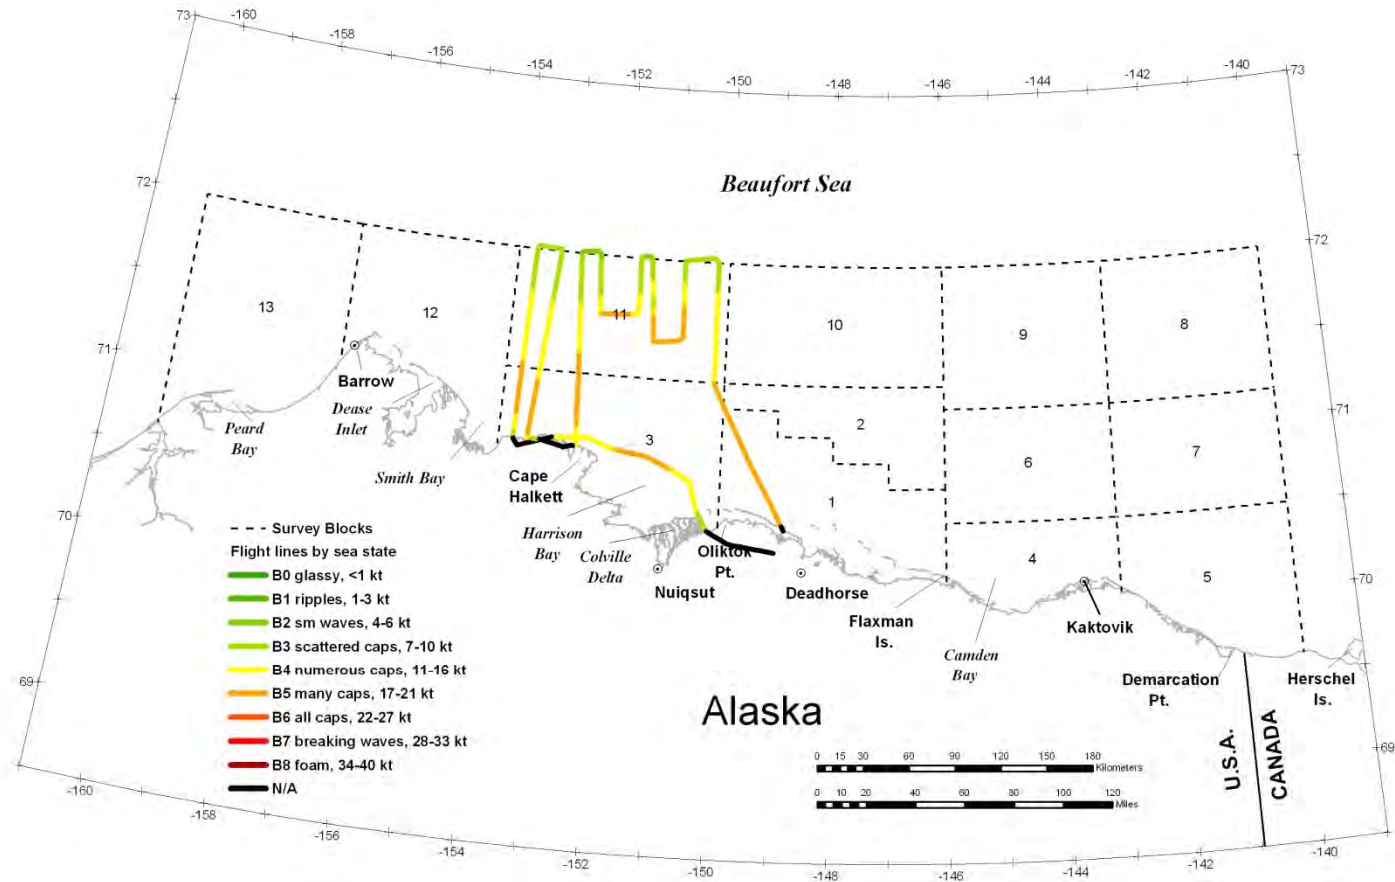 73
-160
-158
-156
-154
-152
-150
-148
-146
-144
-142
-140
73
72
Beaufort Sea
72
13
12
11
10
9
8
71
Barrow
Dease
Inlet
Peard
Bay
Smith Bay
3
2
71
6
7
Cape
Halkett
1
70
Harrison
Bay
Colville
Delta
Oliktok
Pt.
Nuiqsut
Deadhorse
Flaxman
Is.
Camden
Bay
4
Kaktovik
5
70
Demarcation
Pt.
Herschel
Is.
Survey Blocks
Flight lines by sea state
B0 glassy, <1 kt
B1 ripples, 1-3 kt
B2 sm waves, 4-6 kt
B3 scattered caps, 7-10 kt
B4 numerous caps, 11-16 kt
B5 many caps, 17-21 kt
B6 all caps, 22-27 kt
B7 breaking waves, 28-33 kt
B8 foam, 34-40 kt
N/A
69
Alaska
U.S.A.
CANADA
69
0 15 30 60 90 120 150 180
Kilometers
0 10 20 40 60 80 100 120
Miles
-160
-158
-156
-154
-152
-150
-148
-146
-144
-142
-140